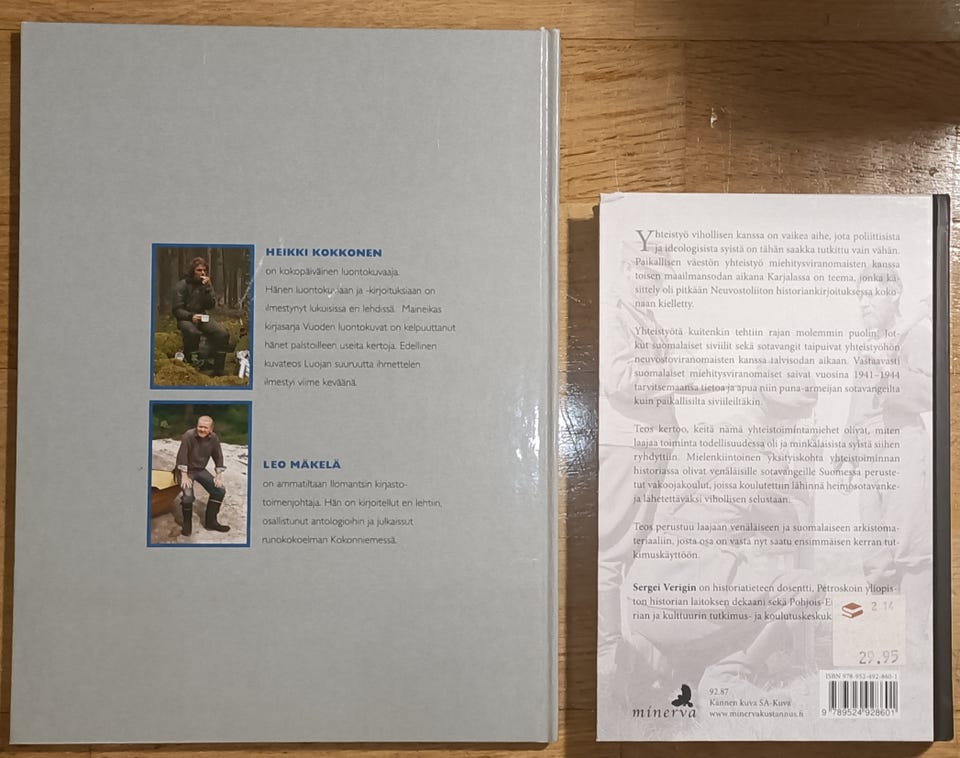 HEIKKI KOKKONEN
on kokopäiväinen luontokuvaaja.
Hänen luontokuviaan ja -kirjoituksiaan on
ilmestynyt lukuisissa eri lehdissä. Maineikas
kirjasarja Vuoden luontokuvat on kelpuuttanut
hänet palstoilleen useita kertoja. Edellinen
kuvateos Luojan suuruutta ihmettelen
ilmestyi viime keväänä.
LEO MÄKELÄ
on ammatiltaan Ilomantsin kirjasto-
toimenjohtaja. Hän on kirjoitellut eri lehtiin,
osallistunut antologioihin ja julkaissut
runokokoelman Kokonniemessä.
Yhteistyö vihollisen kanssa on vaikea aihe, jota poliittisista
ja ideologisista syistä on tähän saakka tutkittu vain vähän.
Paikallisen väestön yhteistyö miehitysviranomaisten kanssa
toisen maailmansodan aikana Karjalassa on teema, jonka kä-
sittely oli pitkään Neuvostoliiton historiankirjoituksessa koko-
naan kielletty.
Yhteistyötä kuitenkin tehtiin rajan molemmin puolin! Jot-
kut suomalaiset siviilit sekä sotavangit taipuivat yhteistyöhön
neuvostoviranomaisten kanssa talvisodan aikaan. Vastaavasti
suomalaiset miehitysviranomaiset saivat vuosina 1941–1944
tarvitsemaansa tietoa ja apua niin puna-armeijan sotavangeilta
kuin paikallisilta siviileiltäkin.
Teos kertoo, keitä nämä yhteistoimintamiehet olivat, miten
laajaa toiminta todellisuudessa oli ja minkälaisista syistä siihen
ryhdyttiin. Mielenkiintoinen yksityiskohta yhteistoiminnan
historiassa olivat venäläisille sotavangeille Suomessa peruste-
tut vakoojakoulut, joissa koulutettiin lähinnä heimosotavanke-
ja lähetettäväksi vihollisen selustaan.
Teos perustuu laajaan venäläiseen ja suomalaiseen arkistoma-
teriaaliin, josta osa on vasta nyt saatu ensimmäisen kerran tut-
kimuskäyttöön.
Sergei Verigin on historiatieteen dosentti, Petroskoin yliopis-
ton historian laitoksen dekaani sekä Pohjois-E
rian ja kulttuurin tutkimus- ja koulutuskeskuk
2 14
29.95
ISBN 978-952-492-860-1
9 789524 928601
minerva
92.87
Kannen kuva SA-Kuva
www.minervakustannus.fi